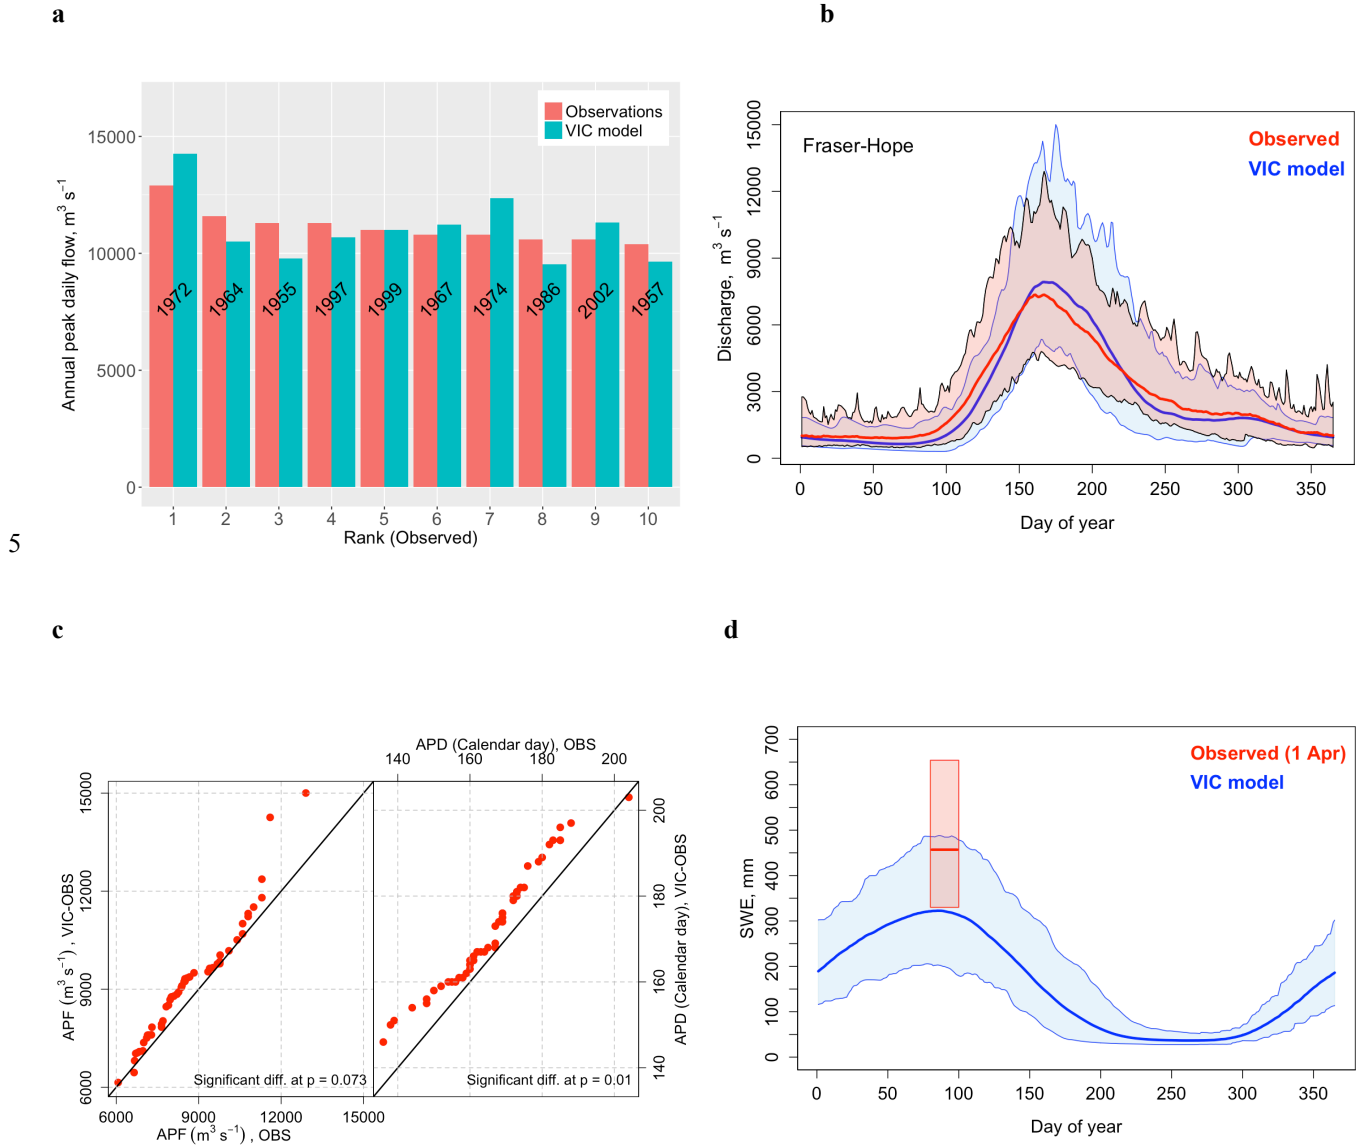 a
b
Observations
VIC model
15000
10000
5000
0
Annual peak daily flow, m³ s⁻¹
1972
1964
1955
1997
1999
1967
1974
1986
2002
1957
1 2 3 4 5 6 7 8 9 10
Rank (Observed)
Fraser-Hope
Observed
VIC model
15000
12000
9000
6000
3000
0
Discharge, m³ s⁻¹
0 50 100 150 200 250 300 350
Day of year
5
c
d
APD (Calendar day), OBS
140 160 180 200
15000
12000
9000
6000
APF (m³ s⁻¹) , VIC-OBS
Significant diff. at p = 0.073
Significant diff. at p = 0.01
200
180
160
140
APD (Calendar day), VIC-OBS
6000 9000 12000 15000
APF (m³ s⁻¹) , OBS
Observed (1 Apr)
VIC model
700
600
500
400
300
200
100
0
SWE, mm
0 50 100 150 200 250 300 350
Day of year